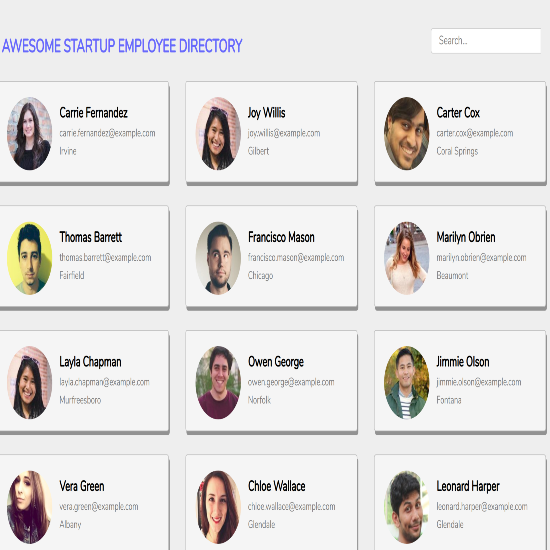 AWESOME STARTUP EMPLOYEE DIRECTORY
Search...
Carrie Fernandez
carrie.fernandez@example.com
Irvine
Joy Willis
joy.willis@example.com
Gilbert
Carter Cox
carter.cox@example.com
Coral Springs
Thomas Barrett
thomas.barrett@example.com
Fairfield
Francisco Mason
francisco.mason@example.com
Chicago
Marilyn Obrien
marilyn.obrien@example.com
Beaumont
Layla Chapman
layla.chapman@example.com
Murfreesboro
Owen George
owen.george@example.com
Norfolk
Jimmie Olson
jimmie.olson@example.com
Fontana
Vera Green
vera.green@example.com
Albany
Chloe Wallace
chloe.wallace@example.com
Glendale
Leonard Harper
leonard.harper@example.com
Glendale